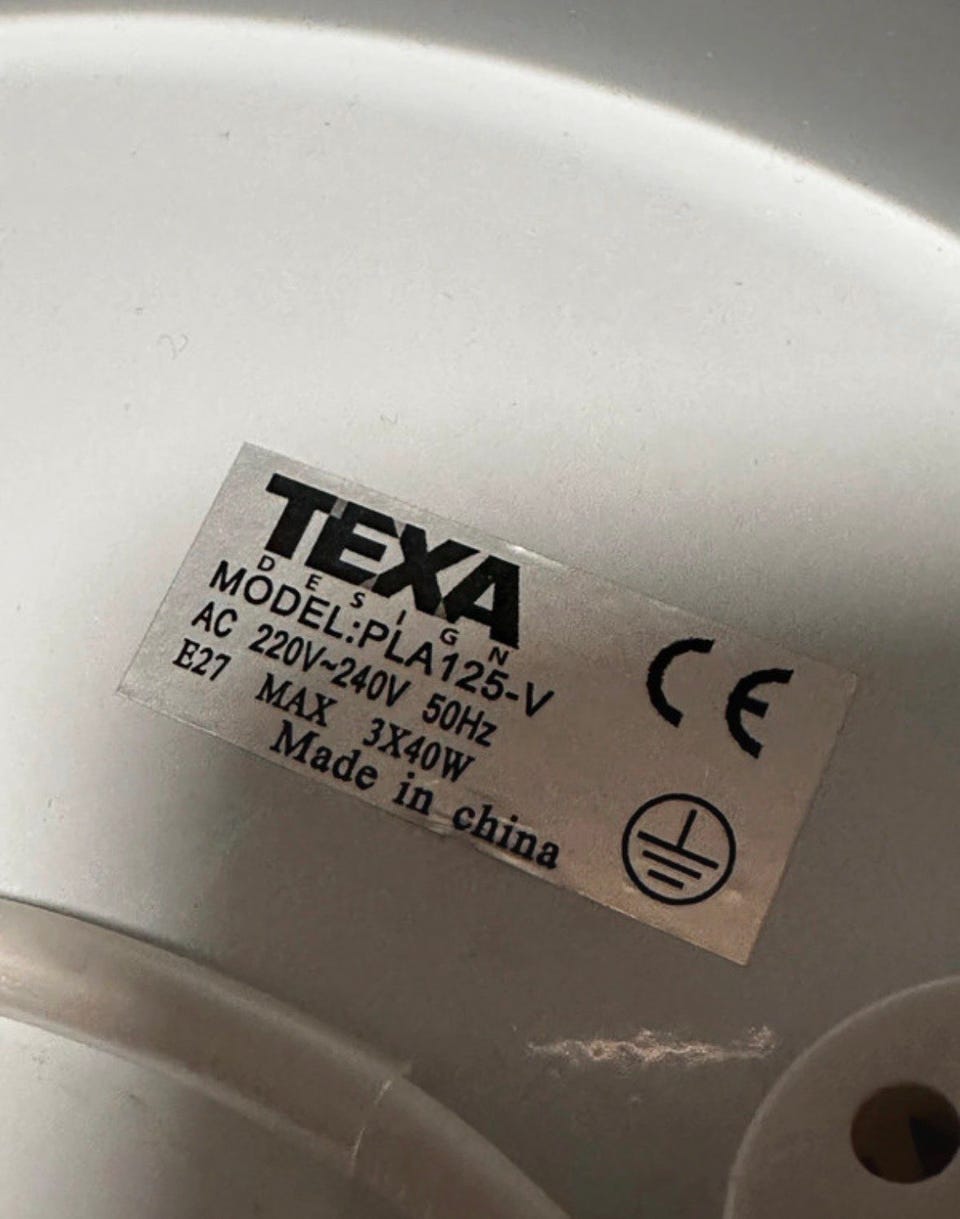 TEXA
DESIGN
MODEL:PLA125-V
AC 220V~240V 50Hz
E27 MAX 3X40W
Made in china
CE